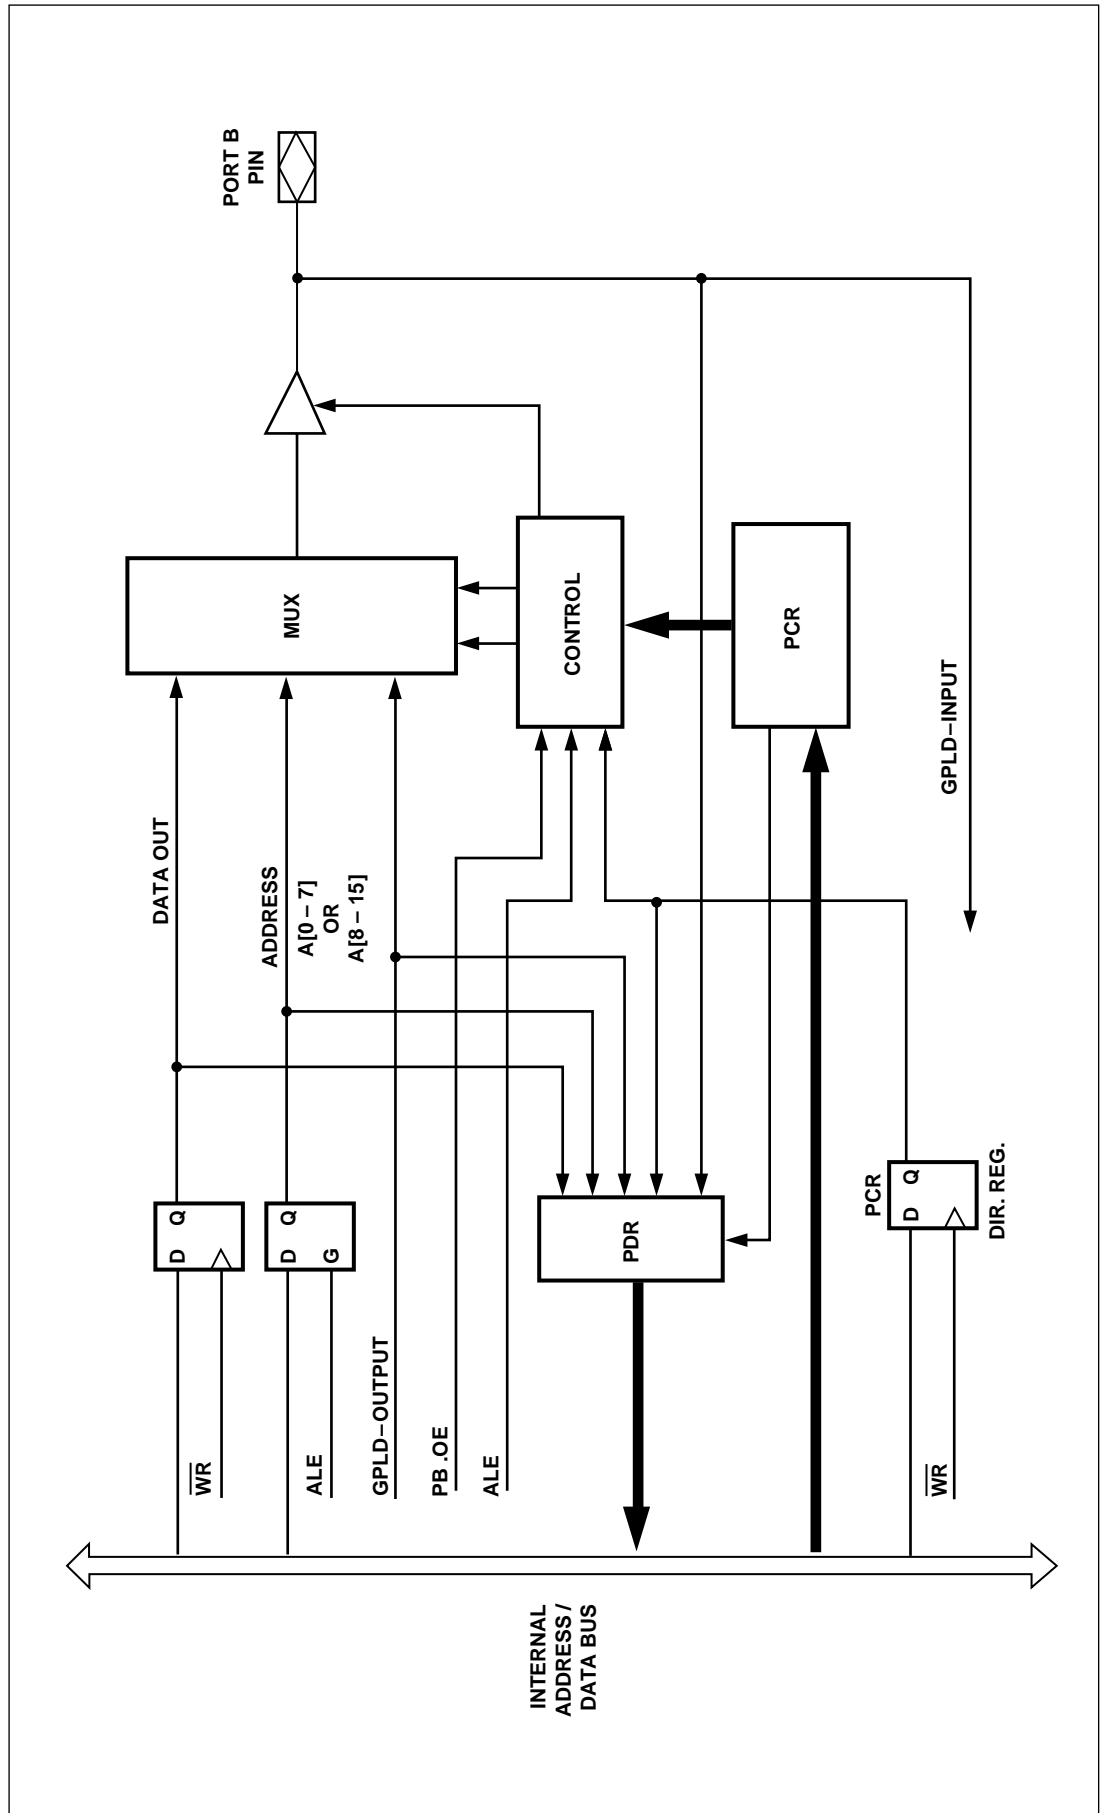 INTERNAL
ADDRESS /
DATA BUS
WR
D Q
DATA OUT
ALE
D Q
G
ADDRESS
A[0 – 7]
OR
A[8 – 15]
GPLD–OUTPUT
PB .OE
ALE
MUX
PORT B
PIN
CONTROL
PDR
PCR
WR
PCR
D Q
DIR. REG.
GPLD–INPUT